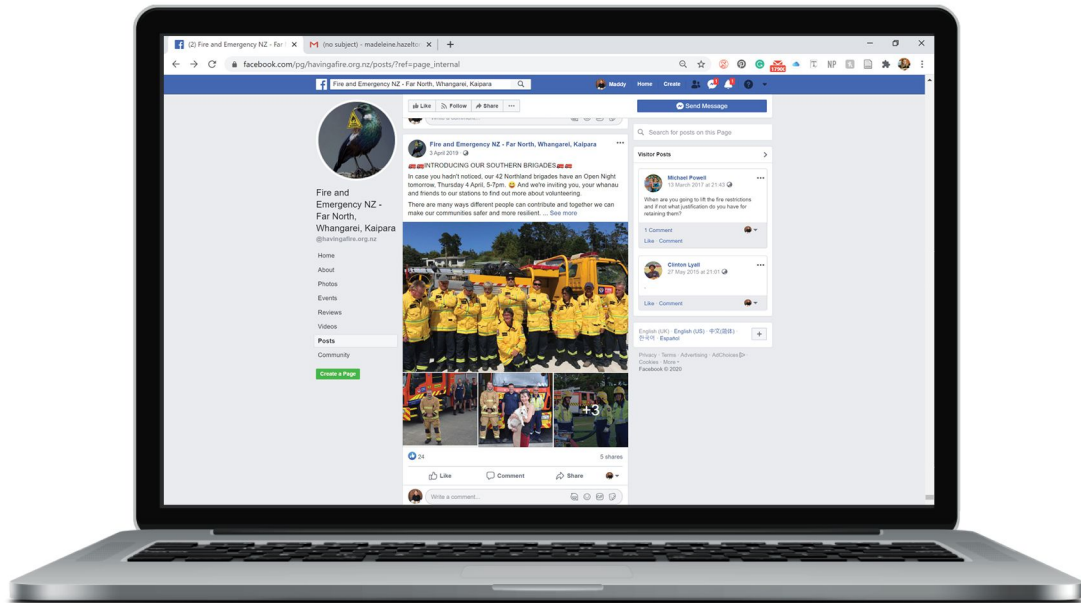 (2) Fire and Emergency NZ - Far
(no subject) - madeleine.hazelto
facebook.com/pg/havingafire.org.nz/posts/?ref=page_internal
NP
Fire and Emergency NZ - Far North, Whangarei, Kaipara
Maddy Home Create
Like Follow Share
Send Message
Write a comment...
Search for posts on this Page
Fire and Emergency NZ - Far North, Whangarei, Kaipara
3 April 2019
INTRODUCING OUR SOUTHERN BRIGADES
In case you hadn't noticed, our 42 Northland brigades have an Open Night
tomorrow, Thursday 4 April, 5-7pm. And we're inviting you, your whanau
and friends to our stations to find out more about volunteering.
There are many ways different people can contribute and together we can
make our communities safer and more resilient. ... See more
Fire and
Emergency NZ -
Far North,
Whangarei, Kaipara
@havingafire.org.nz
Home
About
Photos
Events
Reviews
Videos
Posts
Community
Create a Page
+3
24
5 shares
Like Comment Share
Write a comment...
Visitor Posts
Michael Powell
13 March 2017 at 21:43
When are you going to lift the fire restrictions
and if not what justification do you have for
retaining them?
1 Comment
Like · Comment
Clinton Lyall
27 May 2015 at 21:01
.
Like · Comment
English (UK) · English (US) · 中文(简体) ·
한국어 · Español
Privacy · Terms · Advertising · AdChoices ·
Cookies · More
Facebook © 2020